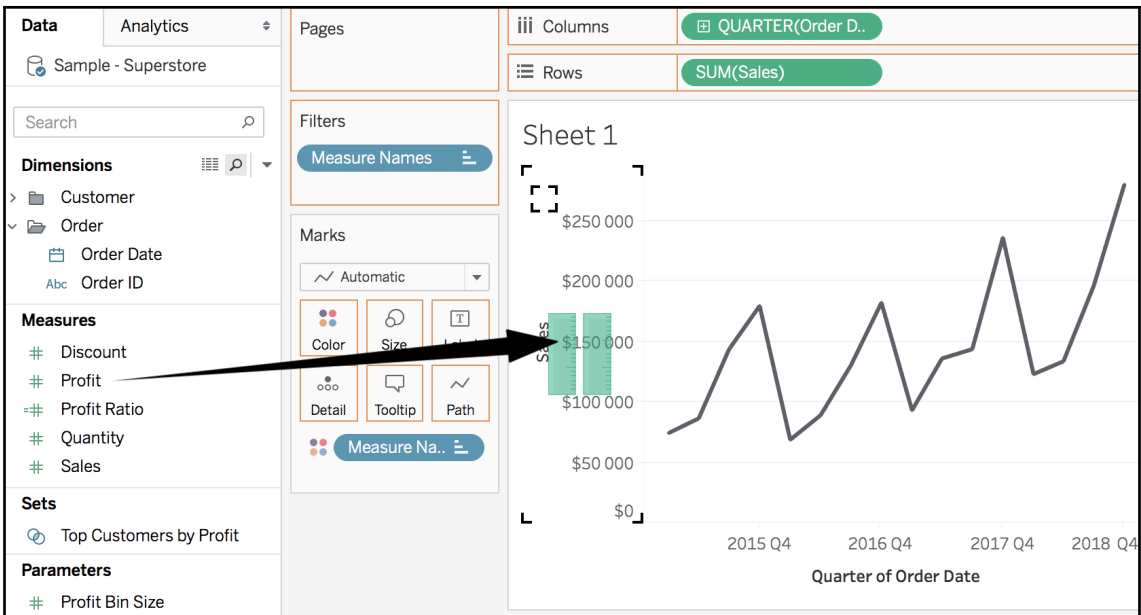 Data
Analytics
Sample - Superstore
Search
Dimensions
Customer
Order
Order Date
Abc Order ID
Measures
Discount
Profit
Profit Ratio
Quantity
Sales
Sets
Top Customers by Profit
Parameters
Profit Bin Size
Pages
Filters
Measure Names
Marks
Automatic
Color
Size
Detail
Tooltip
Path
Measure Na..
Columns
QUARTER(Order D..
Rows
SUM(Sales)
Sheet 1
Sales
$250 000
$200 000
$150 000
$100 000
$50 000
$0
2015 Q4
2016 Q4
2017 Q4
2018 Q4
Quarter of Order Date